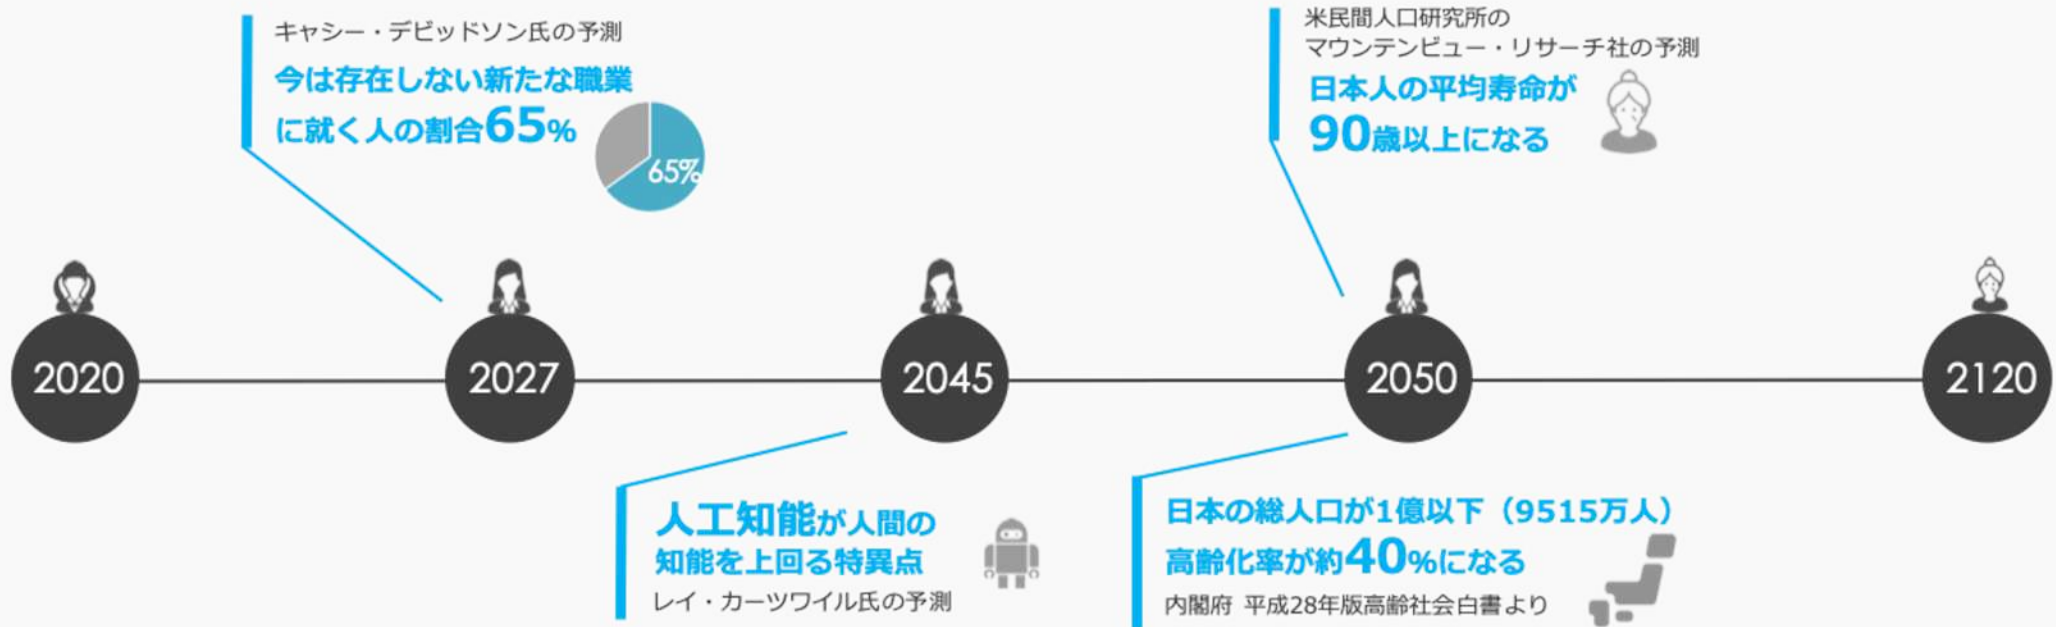 キャシー・デビッドソン氏の予測
今は存在しない新たな職業
に就く人の割合65%
65%
米民間人口研究所の
マウンテンビュー・リサーチ社の予測
日本人の平均寿命が
90歳以上になる
2020
2027
2045
2050
2120
人工知能が人間の
知能を上回る特異点
レイ・カーツワイル氏の予測
日本の総人口が1億以下（9515万人）
高齢化率が約40%になる
内閣府 平成28年版高齢社会白書より